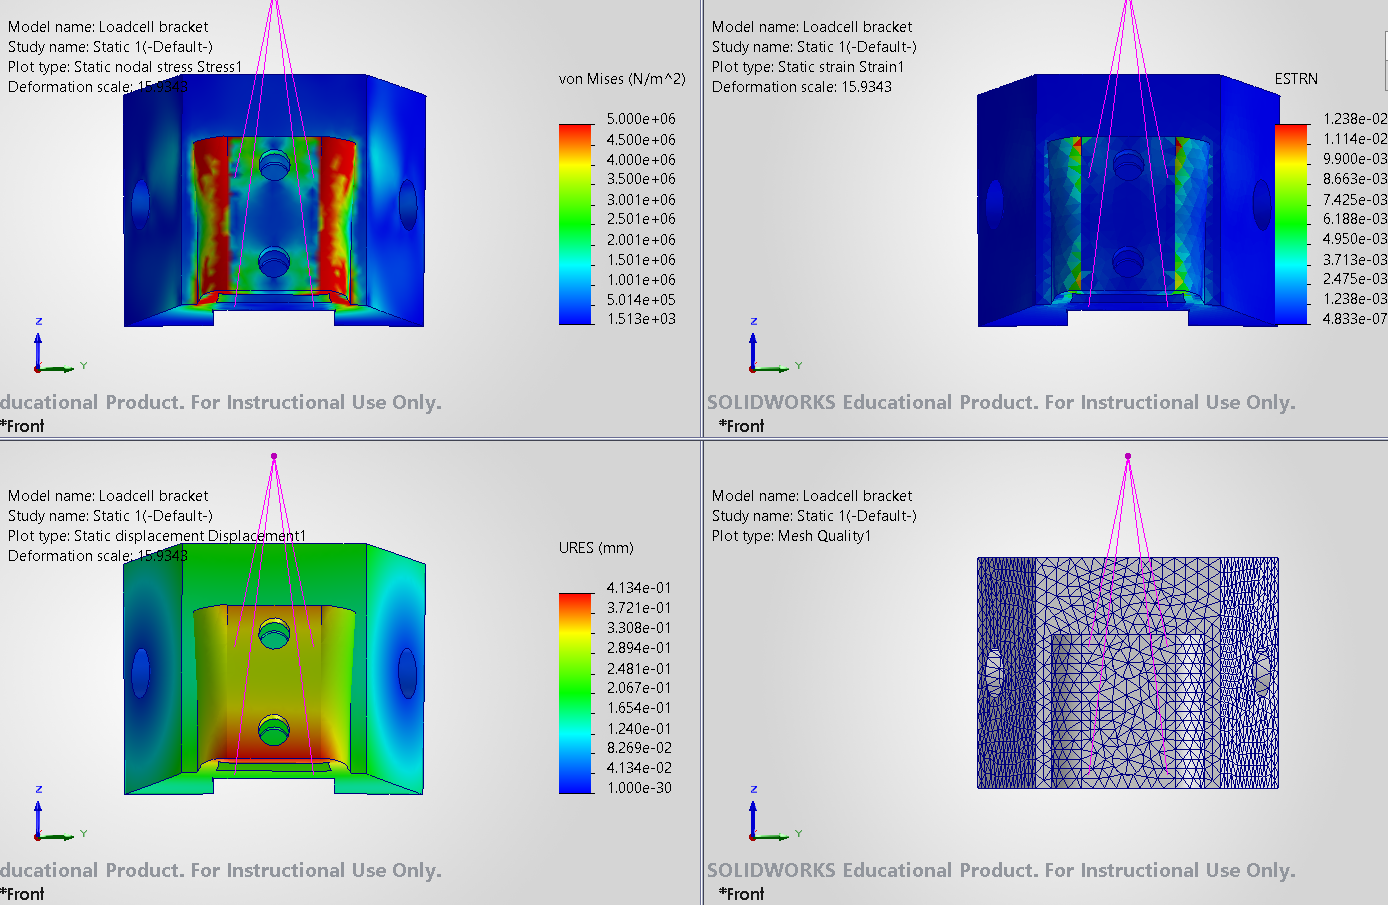 Model name: Loadcell bracket
Study name: Static 1(-Default-)
Plot type: Static nodal stress Stress1
Deformation scale: 15.9343
von Mises (N/m^2)
5.000e+06
4.500e+06
4.000e+06
3.500e+06
3.001e+06
2.501e+06
2.001e+06
1.501e+06
1.001e+06
5.014e+05
1.513e+03
Z
Y
ducational Product. For Instructional Use Only.
*Front
Model name: Loadcell bracket
Study name: Static 1(-Default-)
Plot type: Static strain Strain1
Deformation scale: 15.9343
ESTRN
1.238e-02
1.114e-02
9.900e-03
8.663e-03
7.425e-03
6.188e-03
4.950e-03
3.713e-03
2.475e-03
1.238e-03
4.833e-07
Z
Y
SOLIDWORKS Educational Product. For Instructional Use Only.
*Front
Model name: Loadcell bracket
Study name: Static 1(-Default-)
Plot type: Static displacement Displacement1
Deformation scale: 15.9343
URES (mm)
4.134e-01
3.721e-01
3.308e-01
2.894e-01
2.481e-01
2.067e-01
1.654e-01
1.240e-01
8.269e-02
4.134e-02
1.000e-30
Z
Y
ducational Product. For Instructional Use Only.
*Front
Model name: Loadcell bracket
Study name: Static 1(-Default-)
Plot type: Mesh Quality1
Z
Y
SOLIDWORKS Educational Product. For Instructional Use Only.
*Front